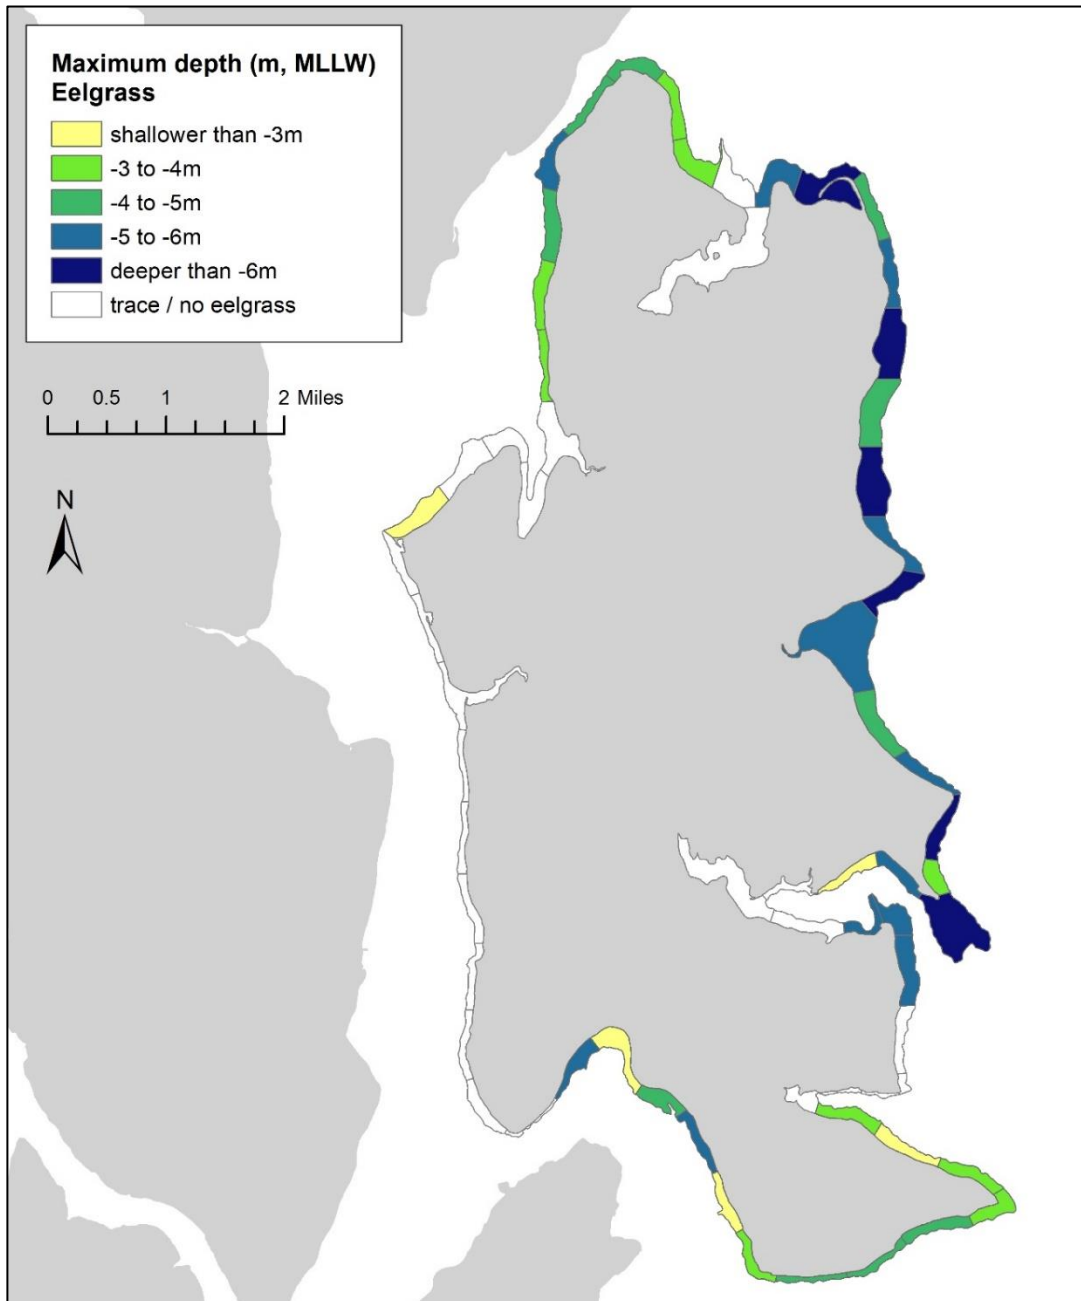 Maximum depth (m, MLLW)
Eelgrass
shallower than -3m
-3 to -4m
-4 to -5m
-5 to -6m
deeper than -6m
trace / no eelgrass
0 0.5 1 2 Miles
N